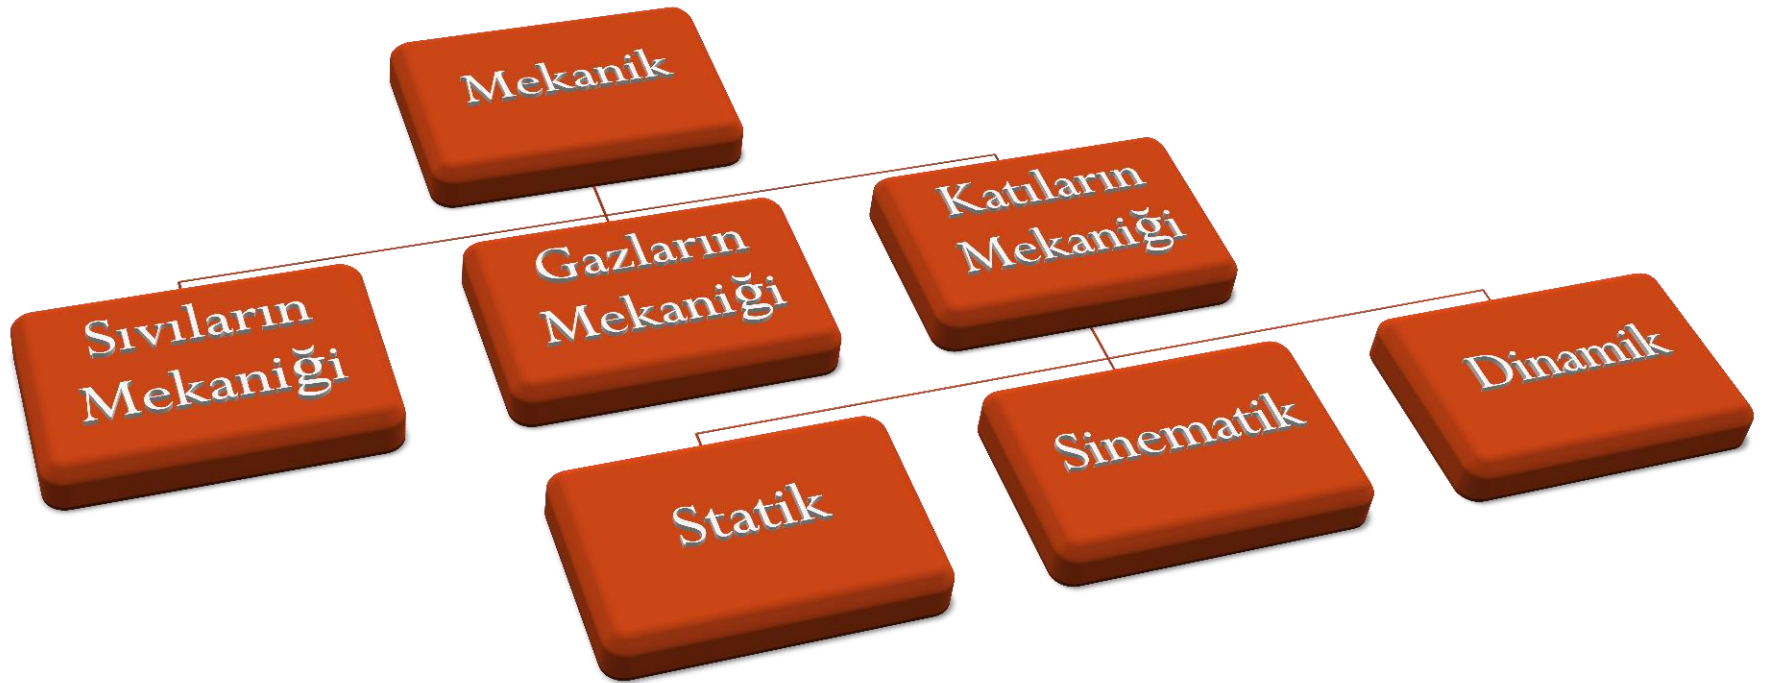 Mekanik
Sıvıların
Mekaniği
Gazların
Mekaniği
Katıların
Mekaniği
Statik
Sinematik
Dinamik